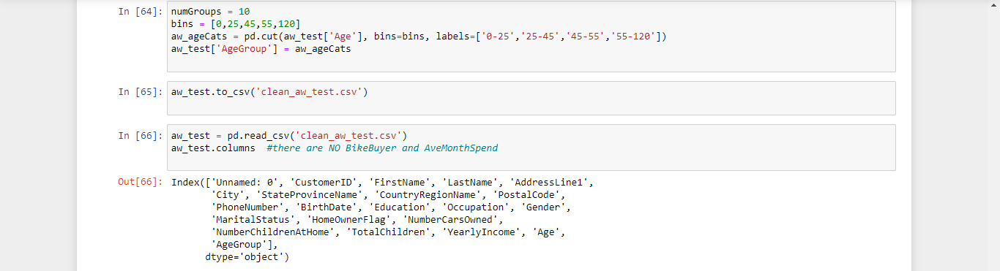 In [64]: numGroups = 10
bins = [0,25,45,55,120]
aw_ageCats = pd.cut(aw_test['Age'], bins=bins, labels=['0-25','25-45','45-55','55-120'])
aw_test['AgeGroup'] = aw_ageCats
In [65]: aw_test.to_csv('clean_aw_test.csv')
In [66]: aw_test = pd.read_csv('clean_aw_test.csv')
aw_test.columns  #there are NO BikeBuyer and AveMonthSpend
Out[66]: Index(['Unnamed: 0', 'CustomerID', 'FirstName', 'LastName', 'AddressLine1',
'City', 'StateProvinceName', 'CountryRegionName', 'PostalCode',
'PhoneNumber', 'BirthDate', 'Education', 'Occupation', 'Gender',
'MaritalStatus', 'HomeOwnerFlag', 'NumberCarsOwned',
'NumberChildrenAtHome', 'TotalChildren', 'YearlyIncome', 'Age',
'AgeGroup'],
dtype='object')